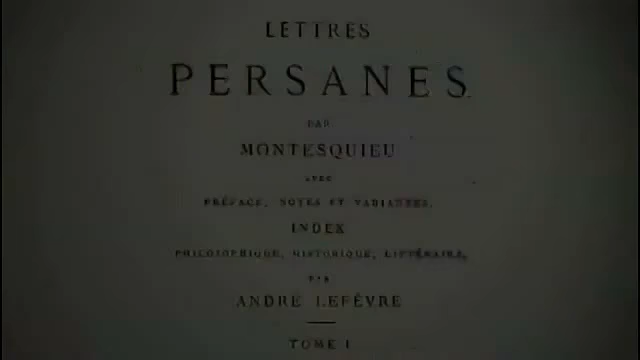 LETTRES
PERSANES
PAR
MONTESQUIEU
AVEC
PRÉFACE, NOTES ET VARIANTES,
INDEX
PHILOSOPHIQUE, HISTORIQUE, LITTÉRAIRE,
PAR
ANDRÉ LEFÈVRE
TOME I